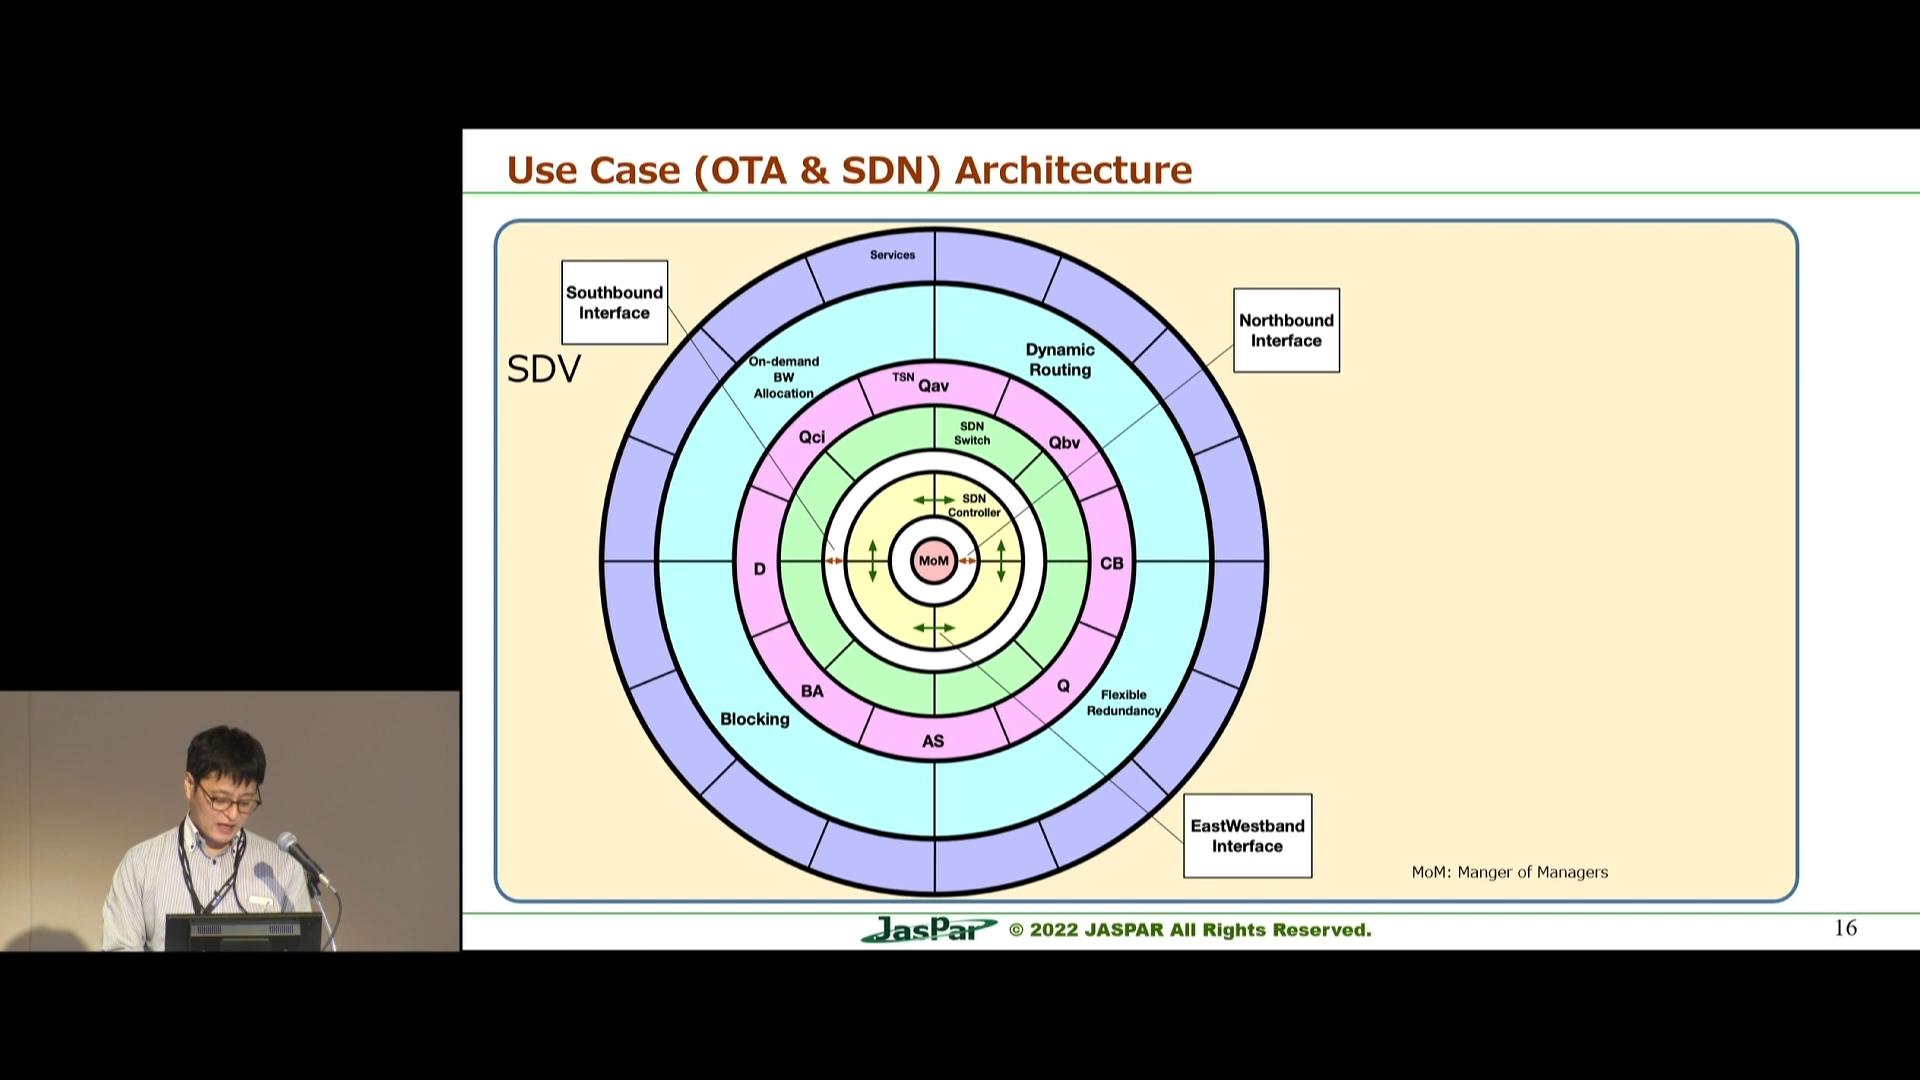 Use Case (OTA & SDN) Architecture
Services
Southbound
Interface
Northbound
Interface
SDV
On-demand
BW
Allocation
Dynamic
Routing
TSN Qav
Qci
SDN
Switch
Qbv
SDN
Controller
MoM
D
CB
BA
Q
Flexible
Redundancy
Blocking
AS
EastWestband
Interface
MoM: Manger of Managers
JasPar © 2022 JASPAR All Rights Reserved.
16